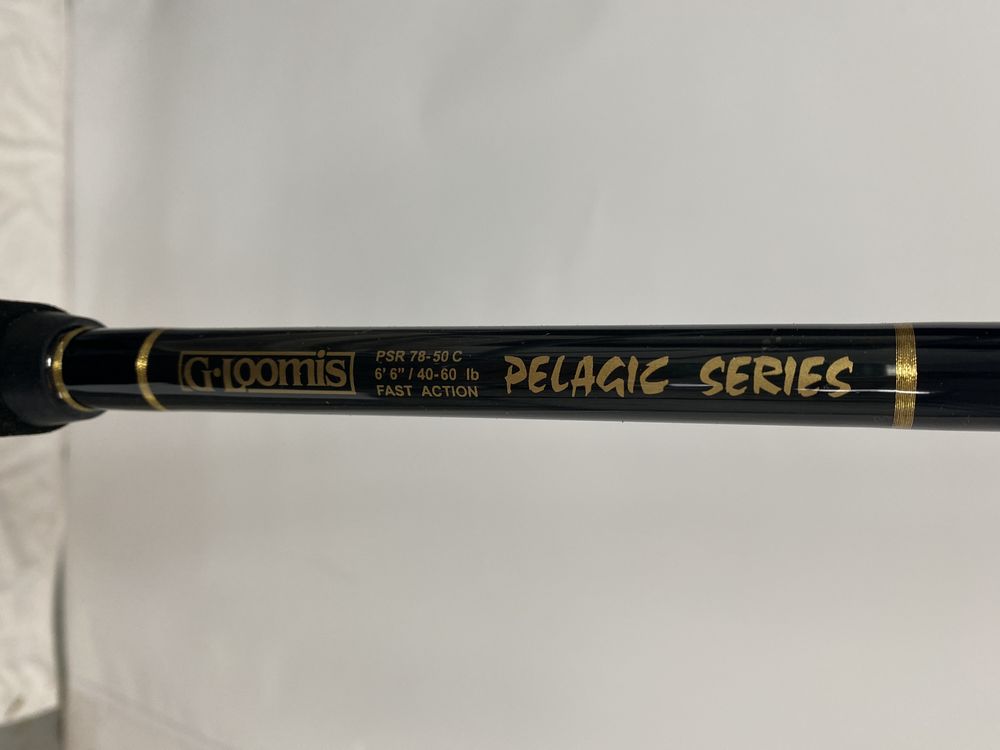 G·Loomis
PSR 78-50 C
6' 6" / 40-60 lb
FAST ACTION
PELAGIC SERIES